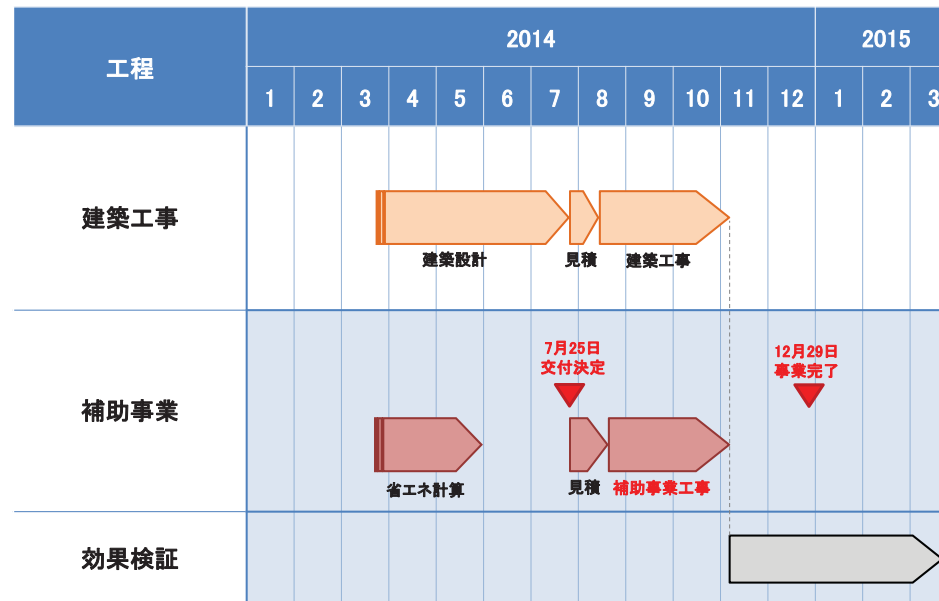 工程
2014
2015
1 2 3 4 5 6 7 8 9 10 11 12 1 2 3
建築工事
建築設計
見積
建築工事
補助事業
7月25日
交付決定
12月29日
事業完了
省エネ計算
見積
補助事業工事
効果検証